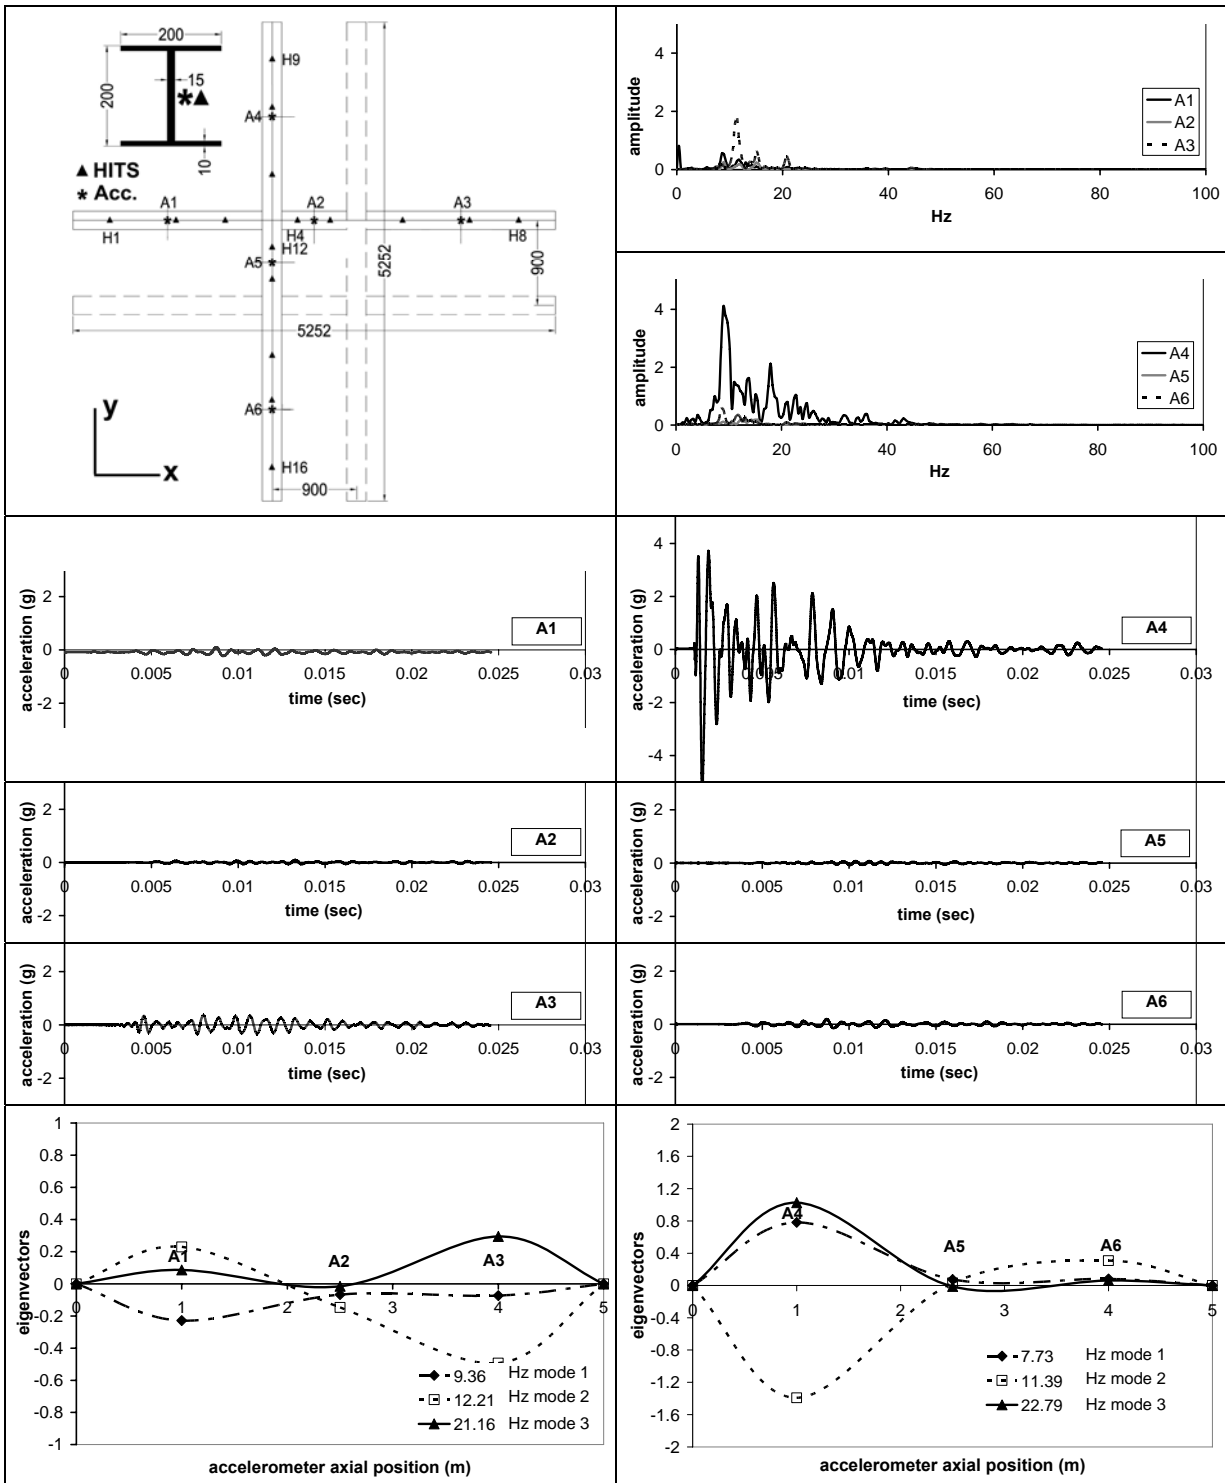 200
200
15
10
▲ HITS
* Acc.
H9
A4
A1
A2
A3
H1
H4
H8
H12
A5
900
5252
5252
A6
H16
900
y
x
amplitude
4
2
0
0 20 40 60 80 100
Hz
A1
A2
A3
amplitude
4
2
0
0 20 40 60 80 100
Hz
A4
A5
A6
acceleration (g)
2
0
-2
0 0.005 0.01 0.015 0.02 0.025 0.03
time (sec)
A1
acceleration (g)
4
2
0
-2
-4
0 0.005 0.01 0.015 0.02 0.025 0.03
time (sec)
A4
acceleration (g)
2
0
-2
0 0.005 0.01 0.015 0.02 0.025 0.03
time (sec)
A2
acceleration (g)
2
0
-2
0 0.005 0.01 0.015 0.02 0.025 0.03
time (sec)
A5
acceleration (g)
2
0
-2
0 0.005 0.01 0.015 0.02 0.025 0.03
time (sec)
A3
acceleration (g)
2
0
-2
0 0.005 0.01 0.015 0.02 0.025 0.03
time (sec)
A6
eigenvectors
1
0.8
0.6
0.4
0.2
0
-0.2
-0.4
-0.6
-0.8
-1
0 1 2 3 4 5
A1
A2
A3
9.36 Hz mode 1
12.21 Hz mode 2
21.16 Hz mode 3
accelerometer axial position (m)
eigenvectors
2
1.6
1.2
0.8
0.4
0
-0.4
-0.8
-1.2
-1.6
-2
0 1 2 3 4 5
A4
A5
A6
7.73 Hz mode 1
11.39 Hz mode 2
22.79 Hz mode 3
accelerometer axial position (m)